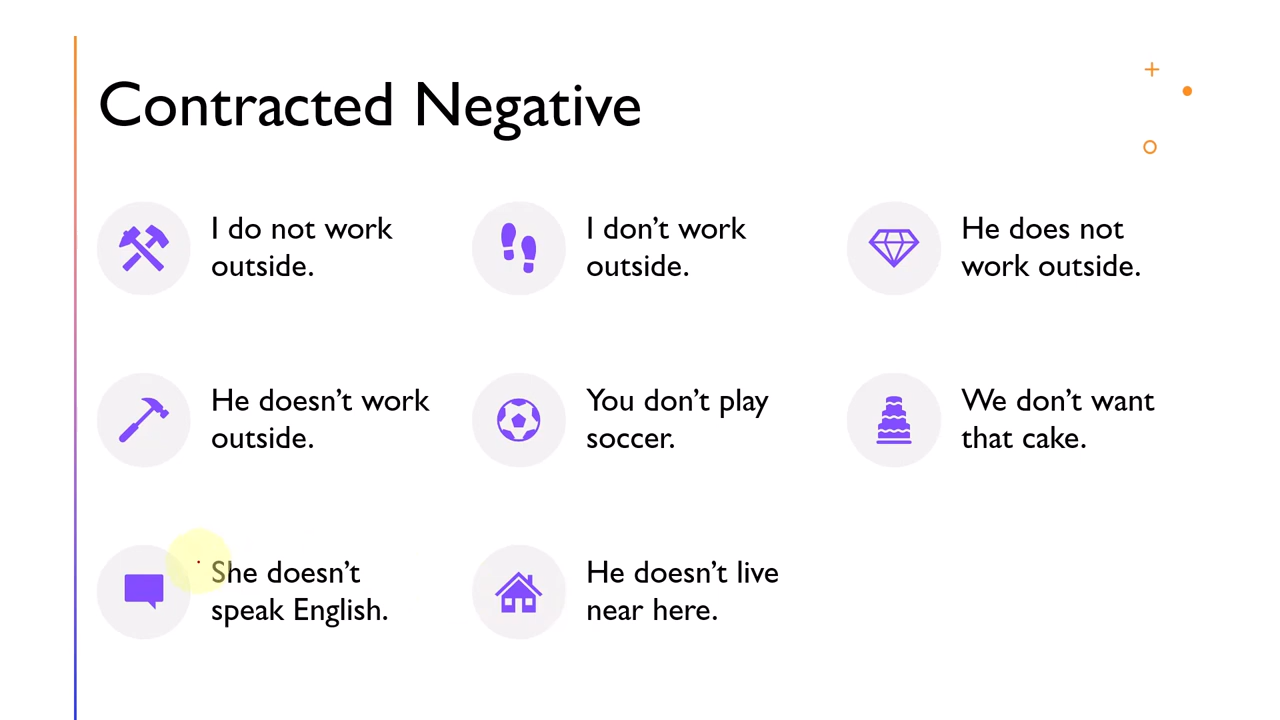 Contracted Negative
I do not work
outside.
I don’t work
outside.
He does not
work outside.
He doesn’t work
outside.
You don’t play
soccer.
We don’t want
that cake.
She doesn’t
speak English.
He doesn’t live
near here.